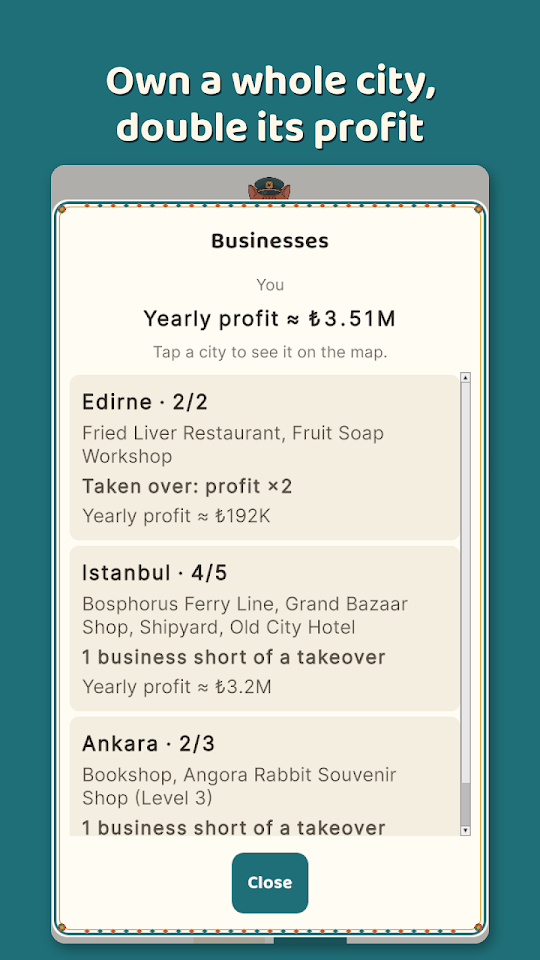 Own a whole city,
double its profit
Businesses
You
Yearly profit ≈ ₺3.51M
Tap a city to see it on the map.
Edirne · 2/2
Fried Liver Restaurant, Fruit Soap
Workshop
Taken over: profit ×2
Yearly profit ≈ ₺192K
Istanbul · 4/5
Bosphorus Ferry Line, Grand Bazaar
Shop, Shipyard, Old City Hotel
1 business short of a takeover
Yearly profit ≈ ₺3.2M
Ankara · 2/3
Bookshop, Angora Rabbit Souvenir
Shop (Level 3)
1 business short of a takeover
Close